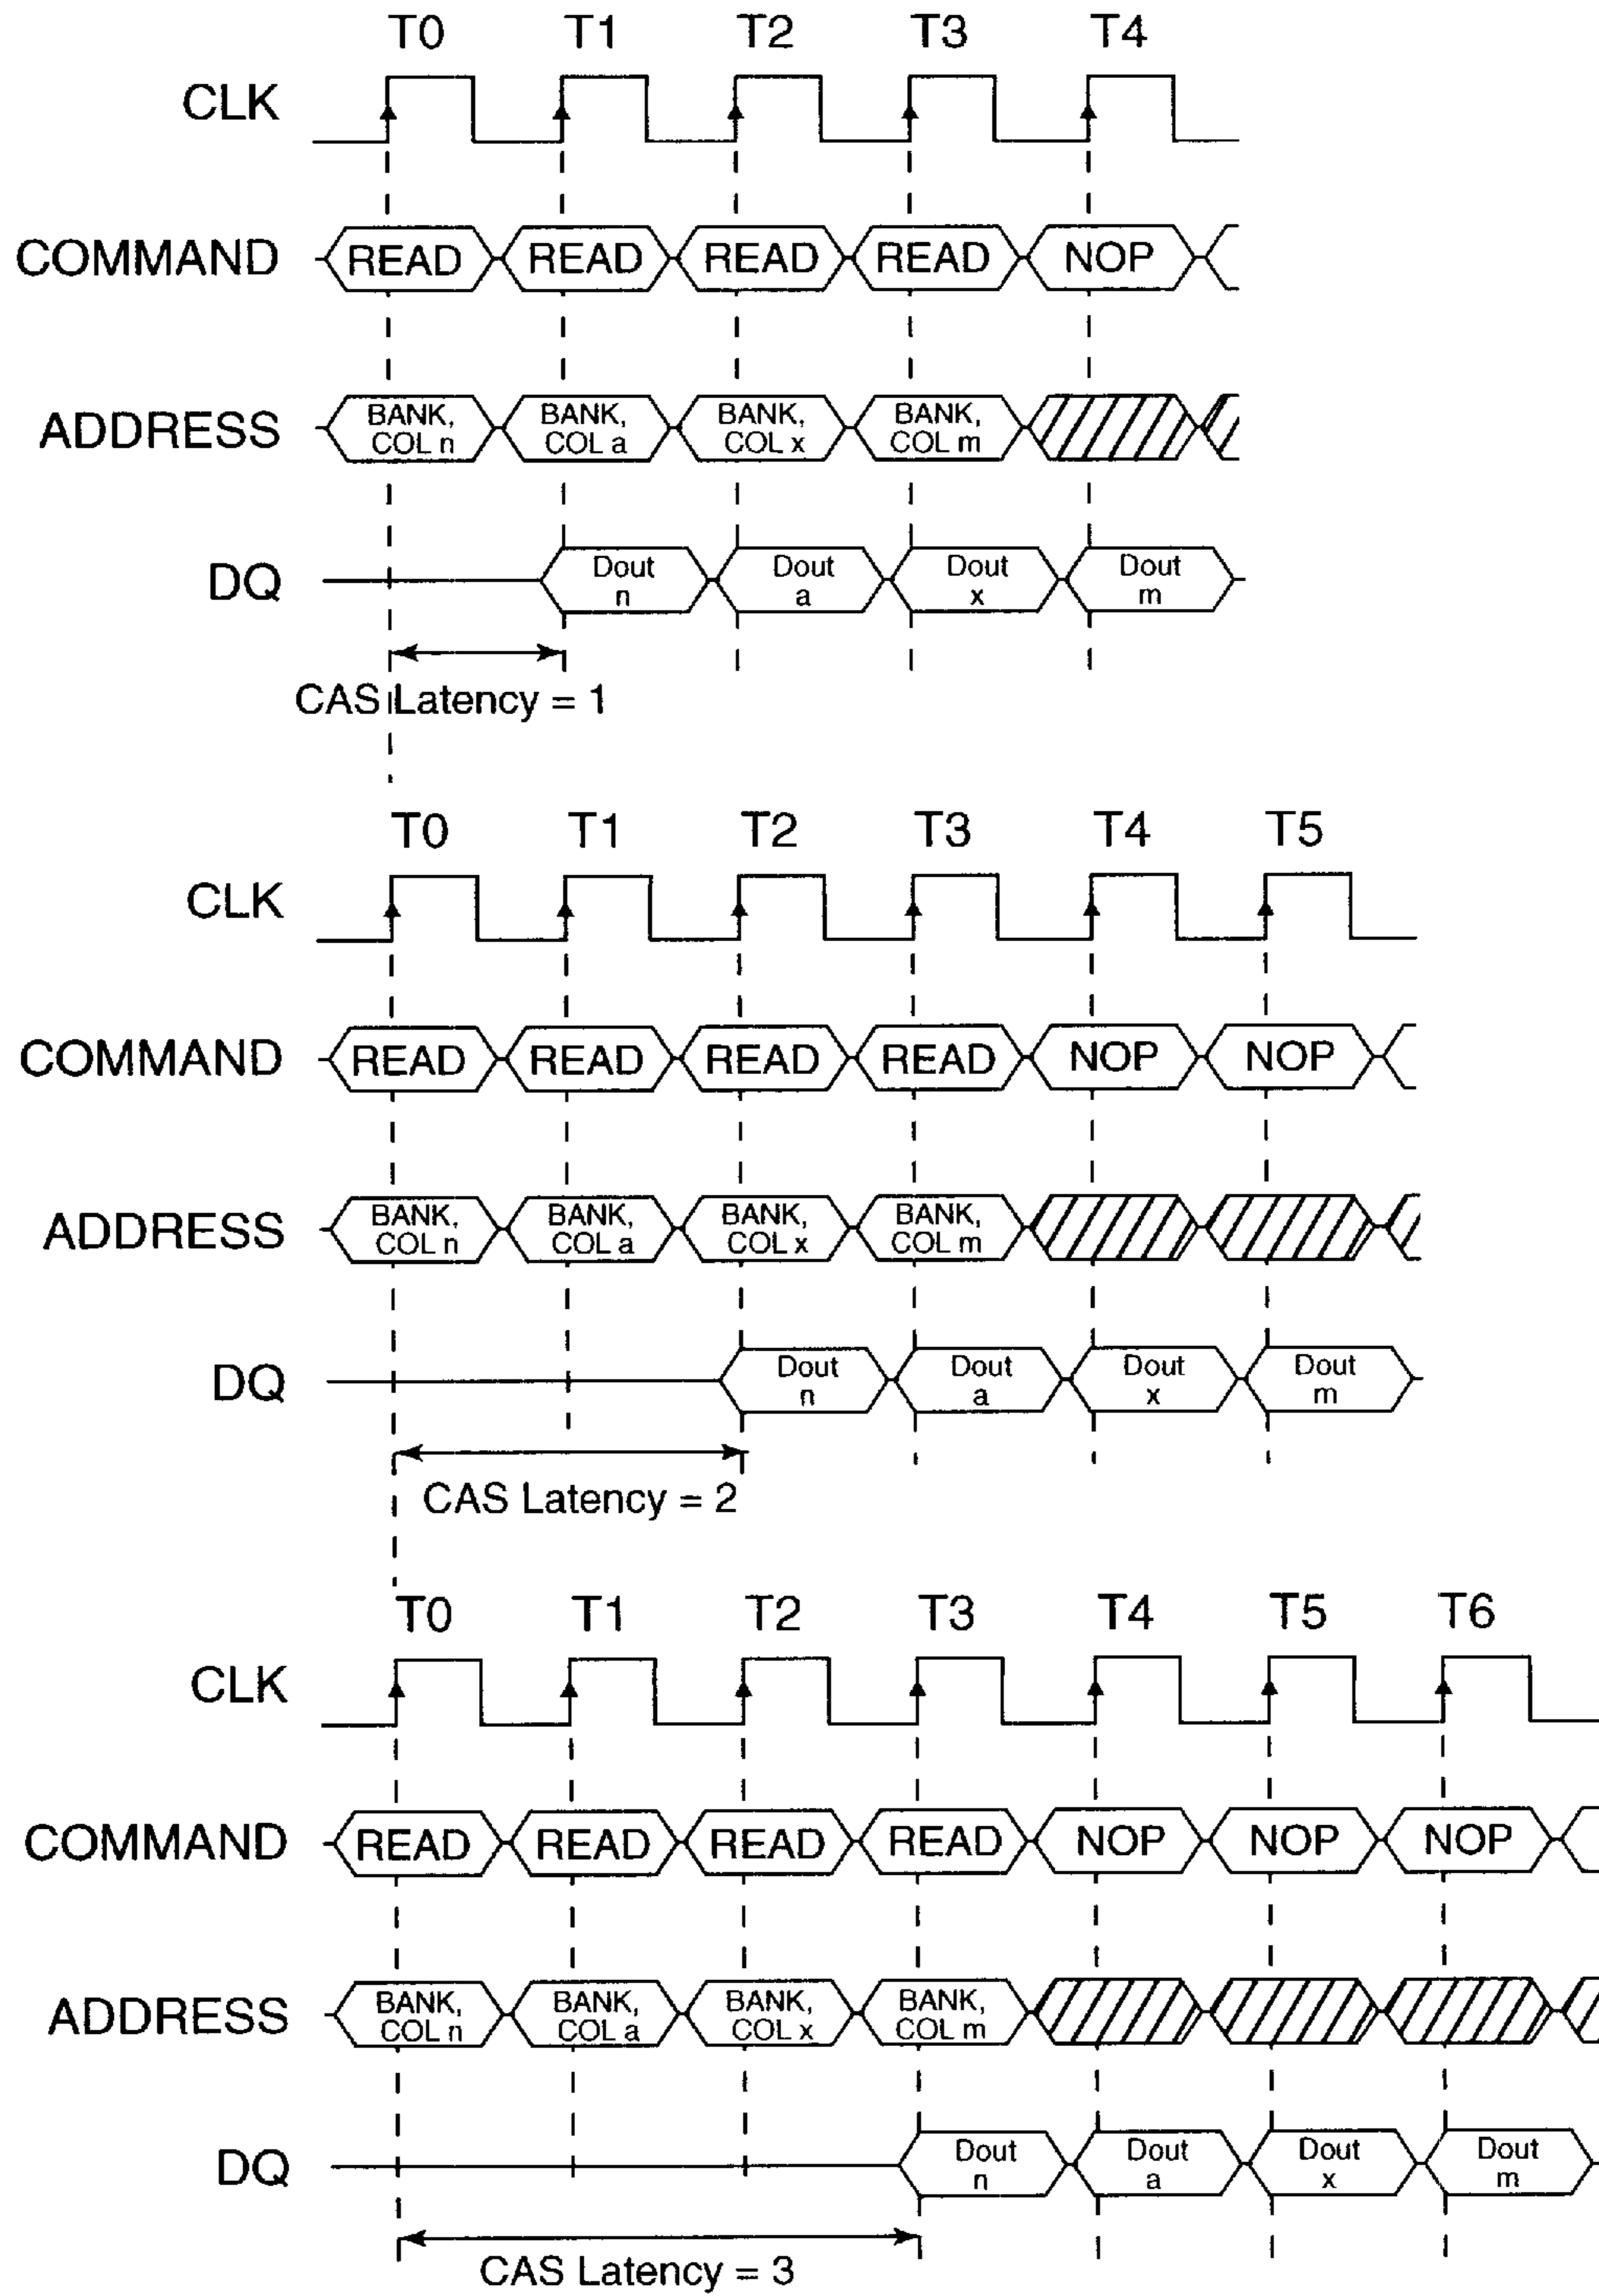 T0 T1 T2 T3 T4
CLK
COMMAND READ READ READ READ NOP
ADDRESS BANK, COL n BANK, COL a BANK, COL x BANK, COL m
DQ Dout n Dout a Dout x Dout m
CAS Latency = 1
T0 T1 T2 T3 T4 T5
CLK
COMMAND READ READ READ READ NOP NOP
ADDRESS BANK, COL n BANK, COL a BANK, COL x BANK, COL m
DQ Dout n Dout a Dout x Dout m
CAS Latency = 2
T0 T1 T2 T3 T4 T5 T6
CLK
COMMAND READ READ READ READ NOP NOP NOP
ADDRESS BANK, COL n BANK, COL a BANK, COL x BANK, COL m
DQ Dout n Dout a Dout x Dout m
CAS Latency = 3